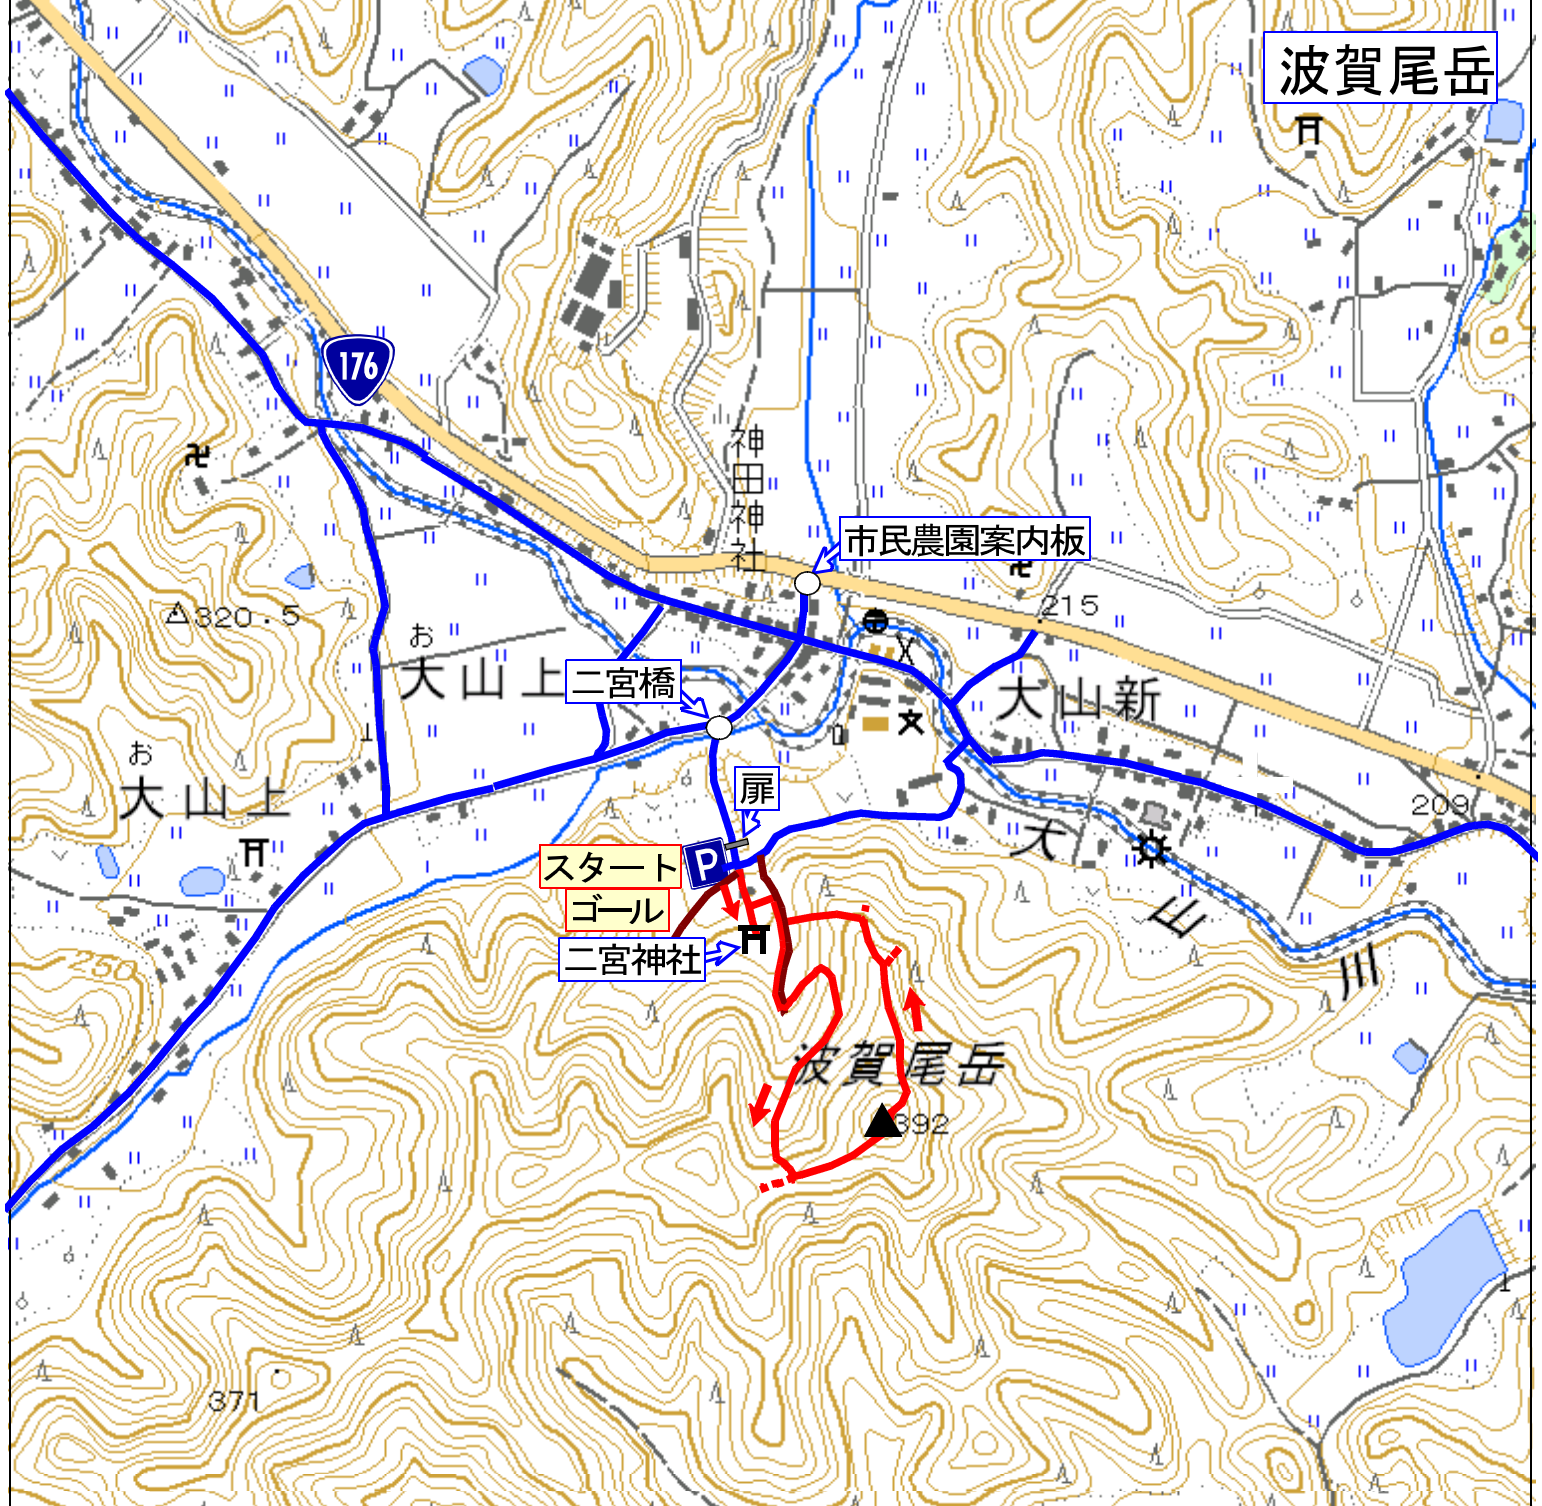 波賀尾岳
176
神田神社
市民農園案内板
215
320.5
お
大山上
二宮橋
大山新
お
大山上
扉
209
大山川
P
スタート
ゴール
二宮神社
250
波賀尾岳
392
371